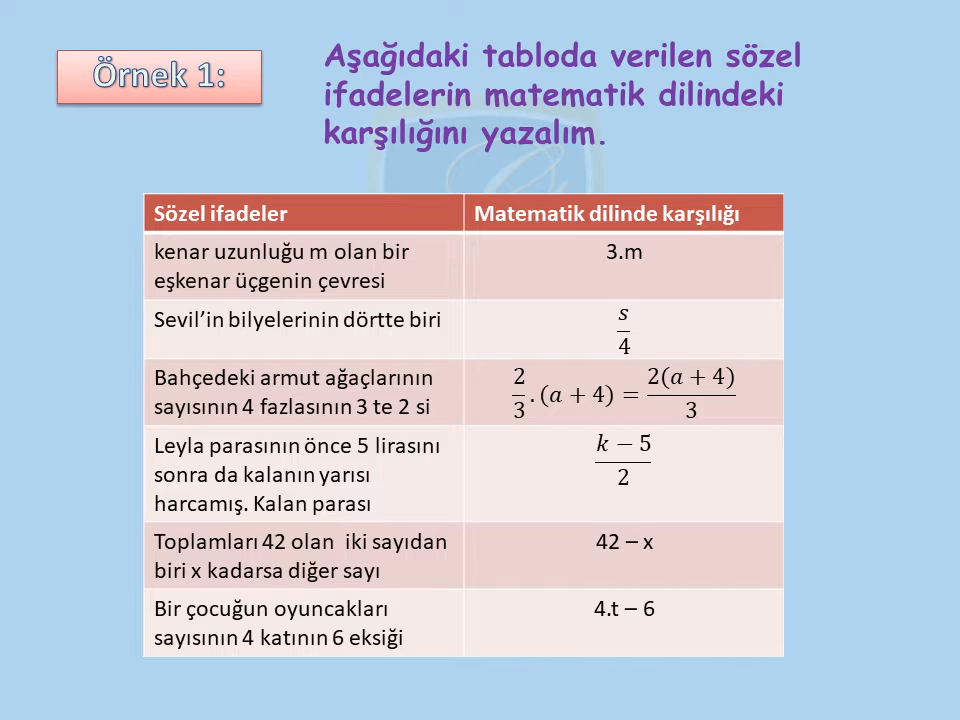 Örnek 1:
Aşağıdaki tabloda verilen sözel
ifadelerin matematik dilindeki
karşılığını yazalım.
Sözel ifadeler
Matematik dilinde karşılığı
kenar uzunluğu m olan bir
eşkenar üçgenin çevresi
3.m
Sevil’in bilyelerinin dörtte biri
s/4
Bahçedeki armut ağaçlarının
sayısının 4 fazlasının 3 te 2 si
2/3 . (a + 4) = 2(a + 4)/3
Leyla parasının önce 5 lirasını
sonra da kalanın yarısı
harcamış. Kalan parası
k − 5/2
Toplamları 42 olan iki sayıdan
biri x kadarsa diğer sayı
42 – x
Bir çocuğun oyuncakları
sayısının 4 katının 6 eksiği
4.t – 6